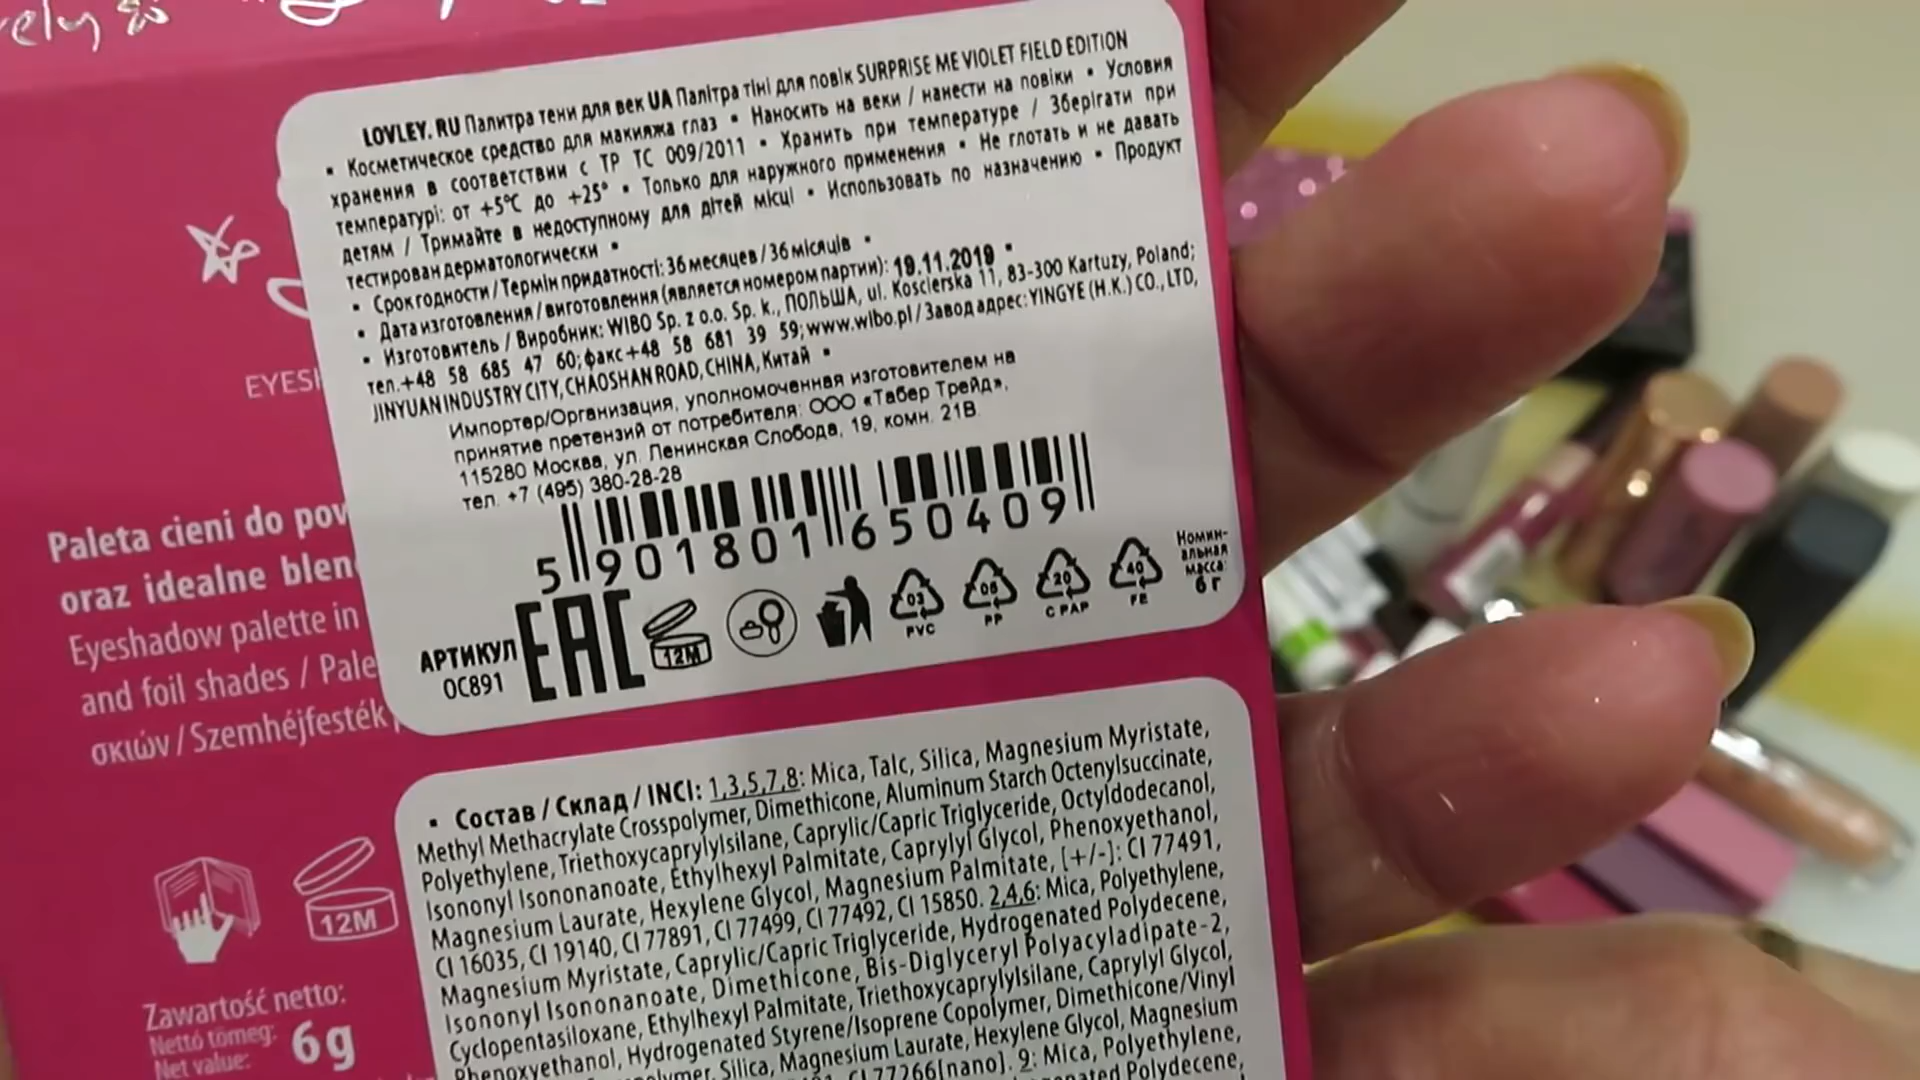 LOVLEY. RU Палитра тени для век UA Палітра тіні для повік SURPRISE ME VIOLET FIELD EDITION
▪ Косметическое средство для макияжа глаз ▪ Наносить на веки / нанести на повіки ▪ Условия
хранения в соответствии с ТР ТС 009/2011 ▪ Хранить при температуре / Зберігати при
температурі: от +5°С до +25° ▪ Только для наружного применения ▪ Не глотать и не давать
детям / Тримайте в недоступному для дітей місці ▪ Использовать по назначению ▪ Продукт
тестирован дерматологически ▪
▪ Срок годности / Термін придатності: 36 месяцев / 36 місяців ▪
▪ Дата изготовления / виготовлення (является номером партии): 19.11.2019 ▪
▪ Изготовитель / Виробник: WIBO Sp. z o.o. Sp. k., ПОЛЬША, ul. Koscierska 11, 83-300 Kartuzy, Poland;
тел.+48 58 685 47 60; факс+48 58 681 39 59; www.wibo.pl / Завод адрес: YINGYE (H.K.) CO., LTD,
JINYUAN INDUSTRY CITY, CHAOSHAN ROAD, CHINA, Китай ▪
Импортер/Организация, уполномоченная изготовителем на
принятие претензий от потребителя: ООО «Табер Трейд»,
115280 Москва, ул. Ленинская Слобода, 19, комн. 21В
тел. +7 (495) 380-28-28
5 901801 650409
АРТИКУЛ
OC891
EAC
12M
03
PVC
PP
20
C PAP
40
FE
Номин-
альная
масса:
6 г
EYES
Paleta cieni do pow
oraz idealne blen
Eyeshadow palette in
and foil shades / Pale
σκιών / Szemhéjfesték
12M
Zawartość netto:
Nettó tömeg:
Net value:
6g
▪ Состав / Склад / INCI: 1,3,5,7,8: Mica, Talc, Silica, Magnesium Myristate,
Methyl Methacrylate Crosspolymer, Dimethicone, Aluminum Starch Octenylsuccinate,
Polyethylene, Triethoxycaprylylsilane, Caprylic/Capric Triglyceride, Octyldodecanol,
Isononyl Isononanoate, Ethylhexyl Palmitate, Caprylyl Glycol, Phenoxyethanol,
Magnesium Laurate, Hexylene Glycol, Magnesium Palmitate, [+/-]: CI 77491,
CI 16035, CI 19140, CI 77891, CI 77499, CI 77492, CI 15850. 2,4,6: Mica, Polyethylene,
Magnesium Myristate, Caprylic/Capric Triglyceride, Hydrogenated Polydecene,
Isononyl Isononanoate, Dimethicone, Bis-Diglyceryl Polyacyladipate-2,
Cyclopentasiloxane, Ethylhexyl Palmitate, Triethoxycaprylylsilane, Caprylyl Glycol,
Phenoxyethanol, Hydrogenated Styrene/Isoprene Copolymer, Dimethicone/Vinyl
Silica, Magnesium Laurate, Hexylene Glycol, Magnesium
CI 77266[nano]. 9: Mica, Polyethylene,
Polydecene,